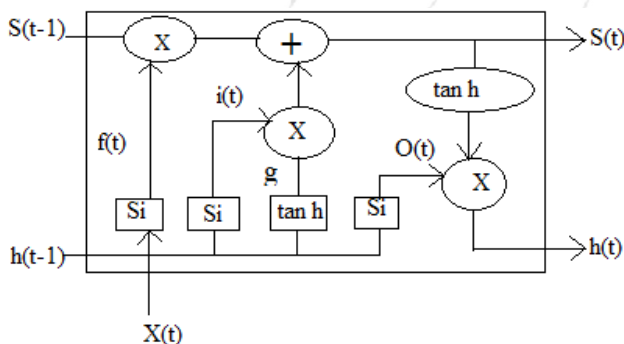 S(t-1) X + S(t)
tan h
i(t)
f(t) X O(t)
g X
Si Si tan h Si
h(t-1) h(t)
X(t)